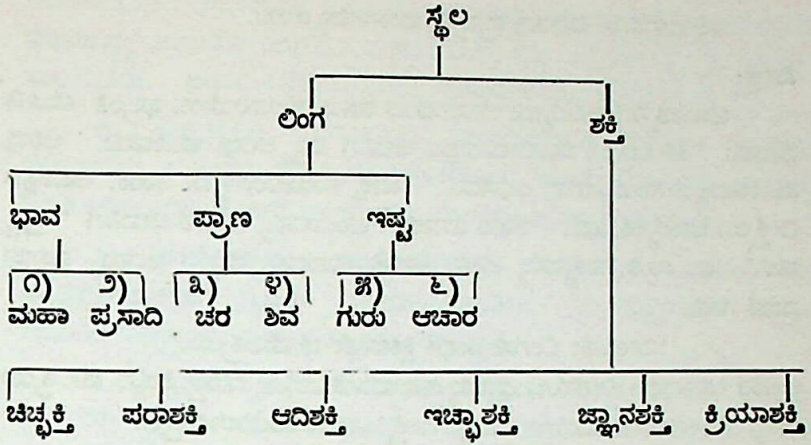 ಸ್ಥಲ
ಲಿಂಗ ಶಕ್ತಿ
ಭಾವ ಪ್ರಾಣ ಇಷ್ಟ
೧) ೨) ೩) ೪) ೫) ೬)
ಮಹಾ ಪ್ರಸಾದಿ ಚರ ಶಿವ ಗುರು ಆಚಾರ
ಚಿಚ್ಛಕ್ತಿ ಪರಾಶಕ್ತಿ ಆದಿಶಕ್ತಿ ಇಚ್ಛಾಶಕ್ತಿ ಜ್ಞಾನಶಕ್ತಿ ಕ್ರಿಯಾಶಕ್ತಿ